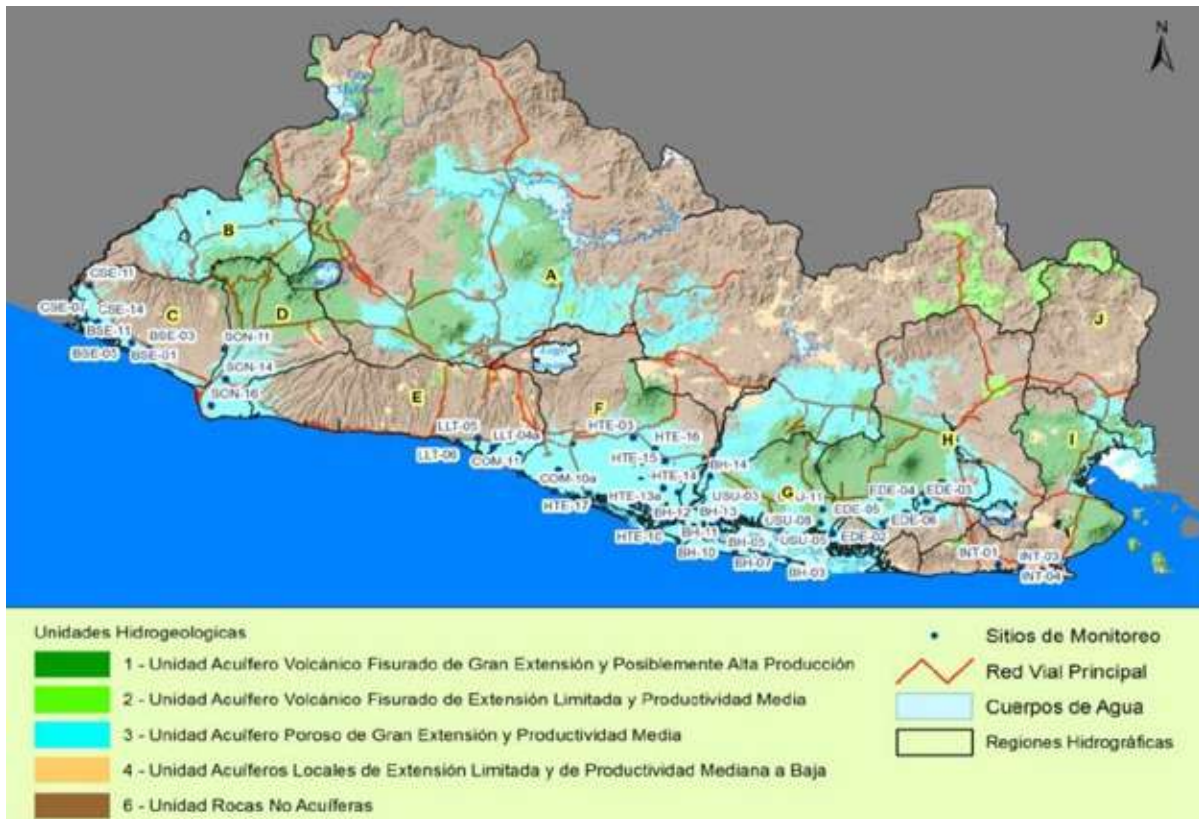 N
B
CSE-11
CSE-14
C
BSE-11
BSE-03
BSE-05
BSE-01
D
SON-11
SON-14
SON-16
A
J
E
F
LLT-05
LLT-04a
LLT-06
COM-11
COM-10a
HTE-03
HTE-16
HTE-15
HTE-14
HTE-13a
HTE-17
BH-14
BH-12
BH-13
BH-11
BH-10
BH-05
BH-07
BH-03
H
I
G
USU-03
USU-08
USU-05
EDE-04
EDE-03
EDE-05
EDE-06
EDE-02
INT-01
INT-03
INT-04
Unidades Hidrogeologicas
1 - Unidad Acuífero Volcánico Fisurado de Gran Extensión y Posiblemente Alta Producción
2 - Unidad Acuífero Volcánico Fisurado de Extensión Limitada y Productividad Media
3 - Unidad Acuífero Poroso de Gran Extensión y Productividad Media
4 - Unidad Acuíferos Locales de Extensión Limitada y de Productividad Mediana a Baja
6 - Unidad Rocas No Acuíferas
Sitios de Monitoreo
Red Vial Principal
Cuerpos de Agua
Regiones Hidrográficas